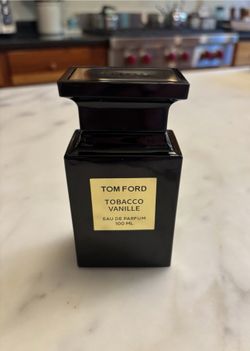 TOM FORD
TOBACCO
VANILLE
EAU DE PARFUM
100 ML